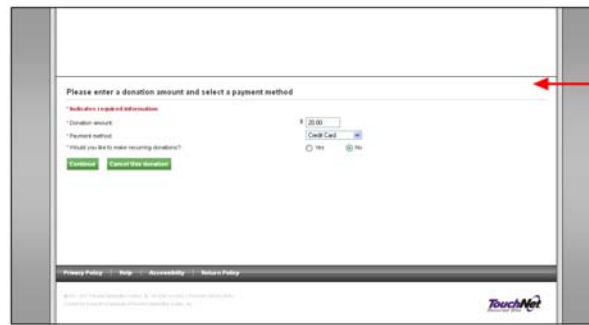 Please enter a donation amount and select a payment method
* Indicates required information
* Donation amount: $ 20.00
* Payment method: Credit Card
* Would you like to make recurring donations?: Yes No
Continue Cancel this donation
Privacy Policy | Help | Accessibility | Return Policy
TouchNet